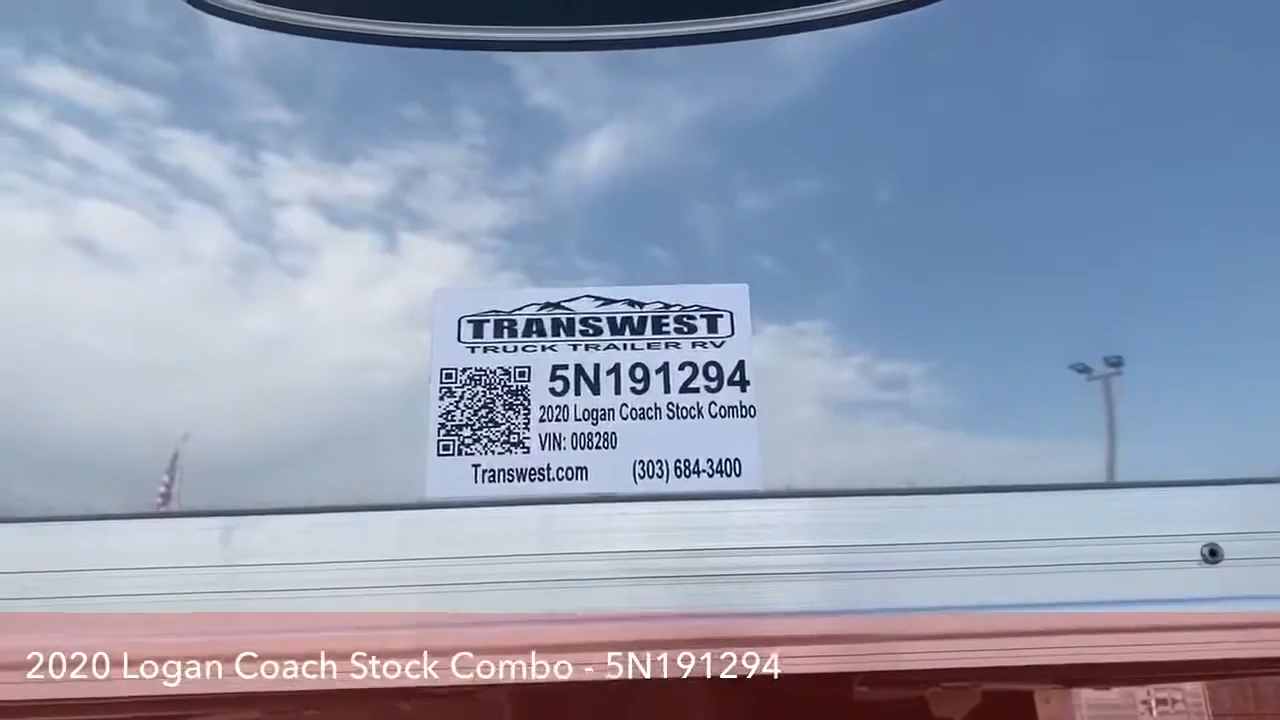 TRANSWEST
TRUCK TRAILER RV
5N191294
2020 Logan Coach Stock Combo
VIN: 008280
Transwest.com (303) 684-3400
2020 Logan Coach Stock Combo - 5N191294